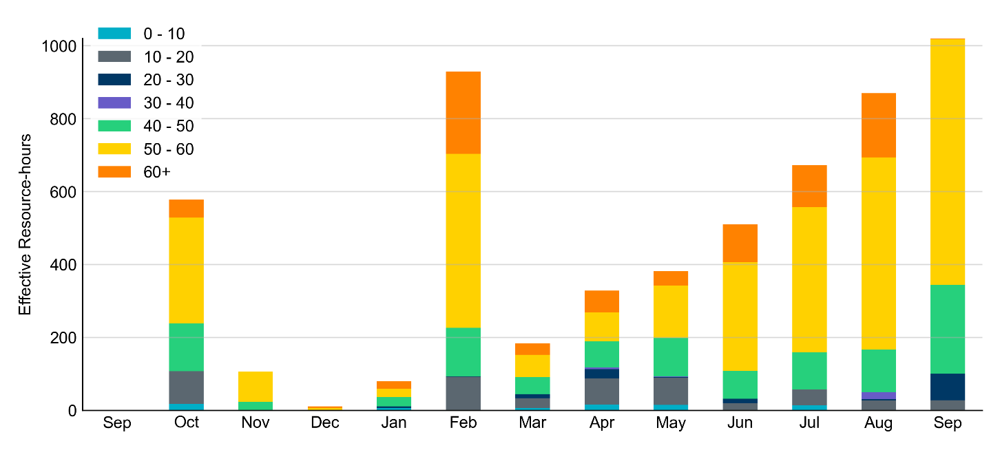 0 - 10
10 - 20
20 - 30
30 - 40
40 - 50
50 - 60
60+
Effective Resource-hours
1000
800
600
400
200
0
Sep Oct Nov Dec Jan Feb Mar Apr May Jun Jul Aug Sep